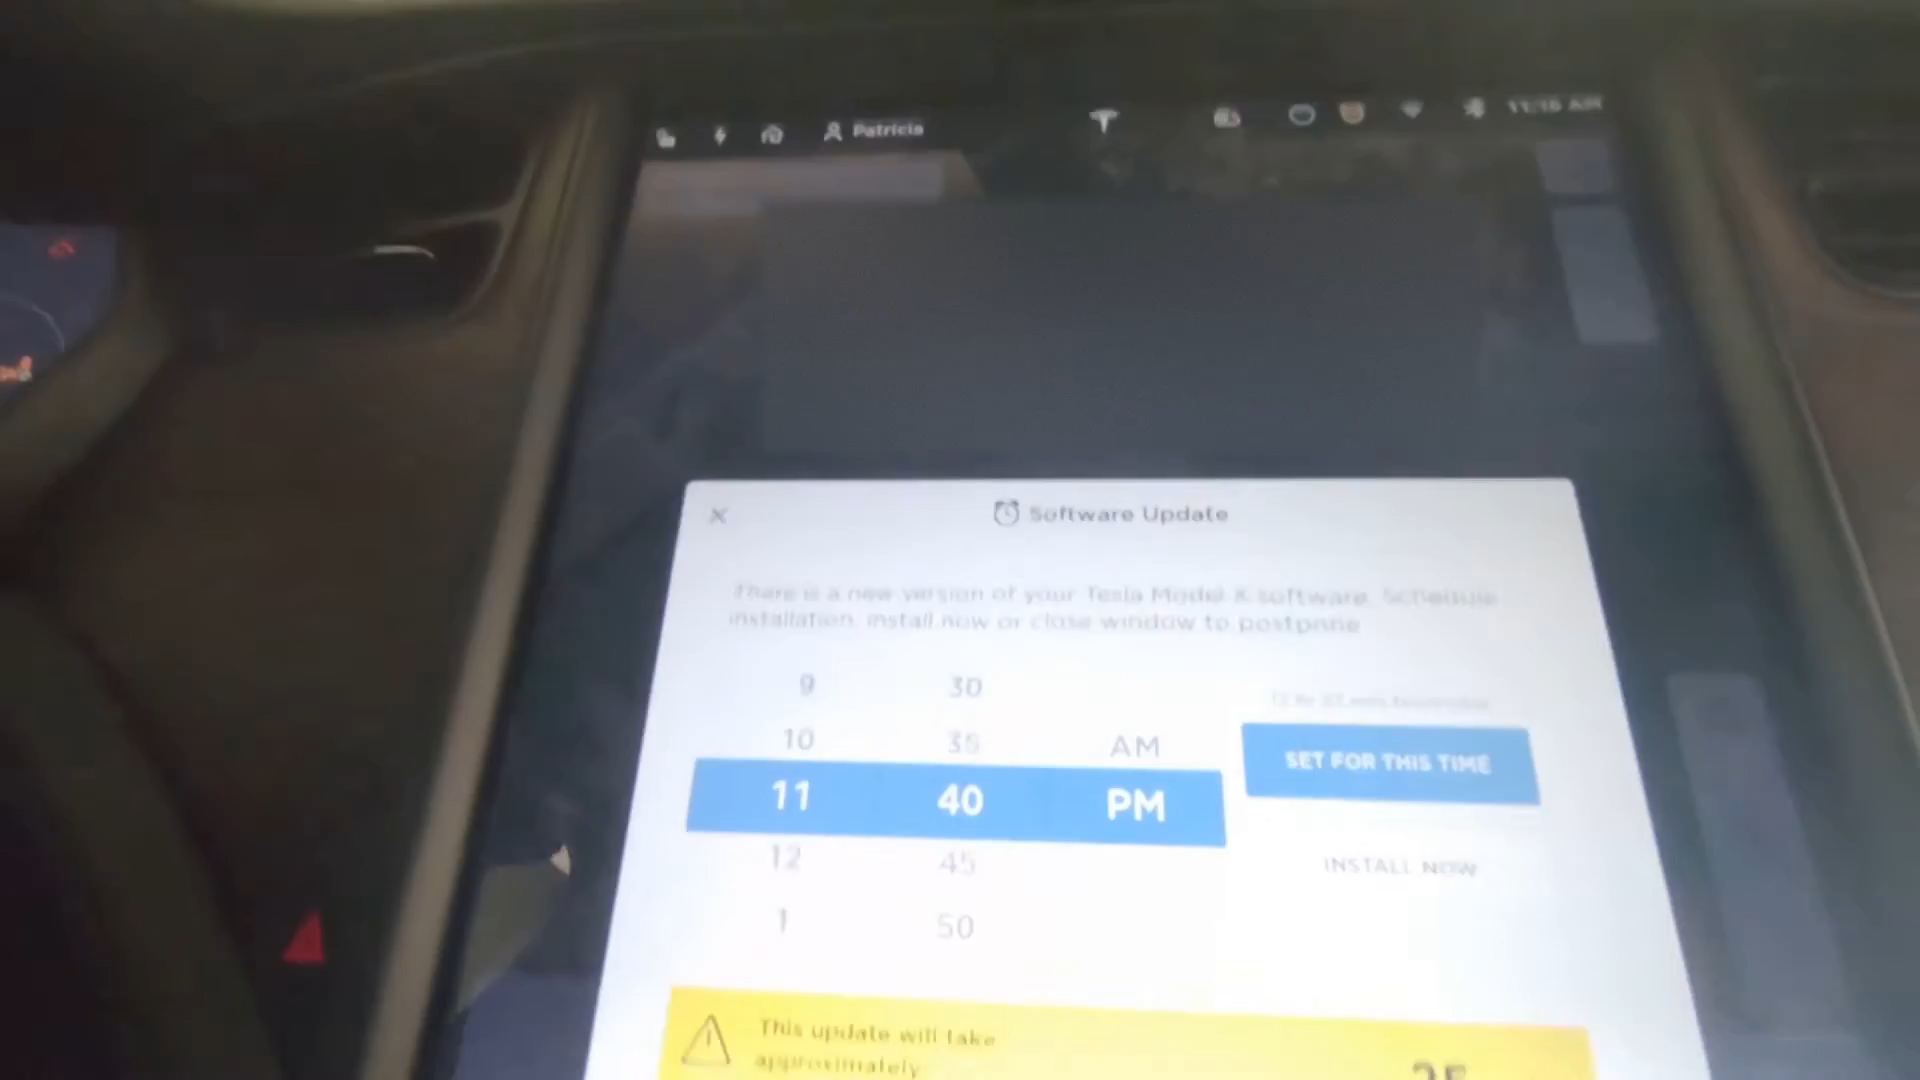 Patricia
Software Update
There is a new version of your Tesla Model X software. Schedule
installation, install now or close window to postpone
9 30
10 35 AM
11 40 PM
SET FOR THIS TIME
12 45
INSTALL NOW
1 50
This update will take
approximately